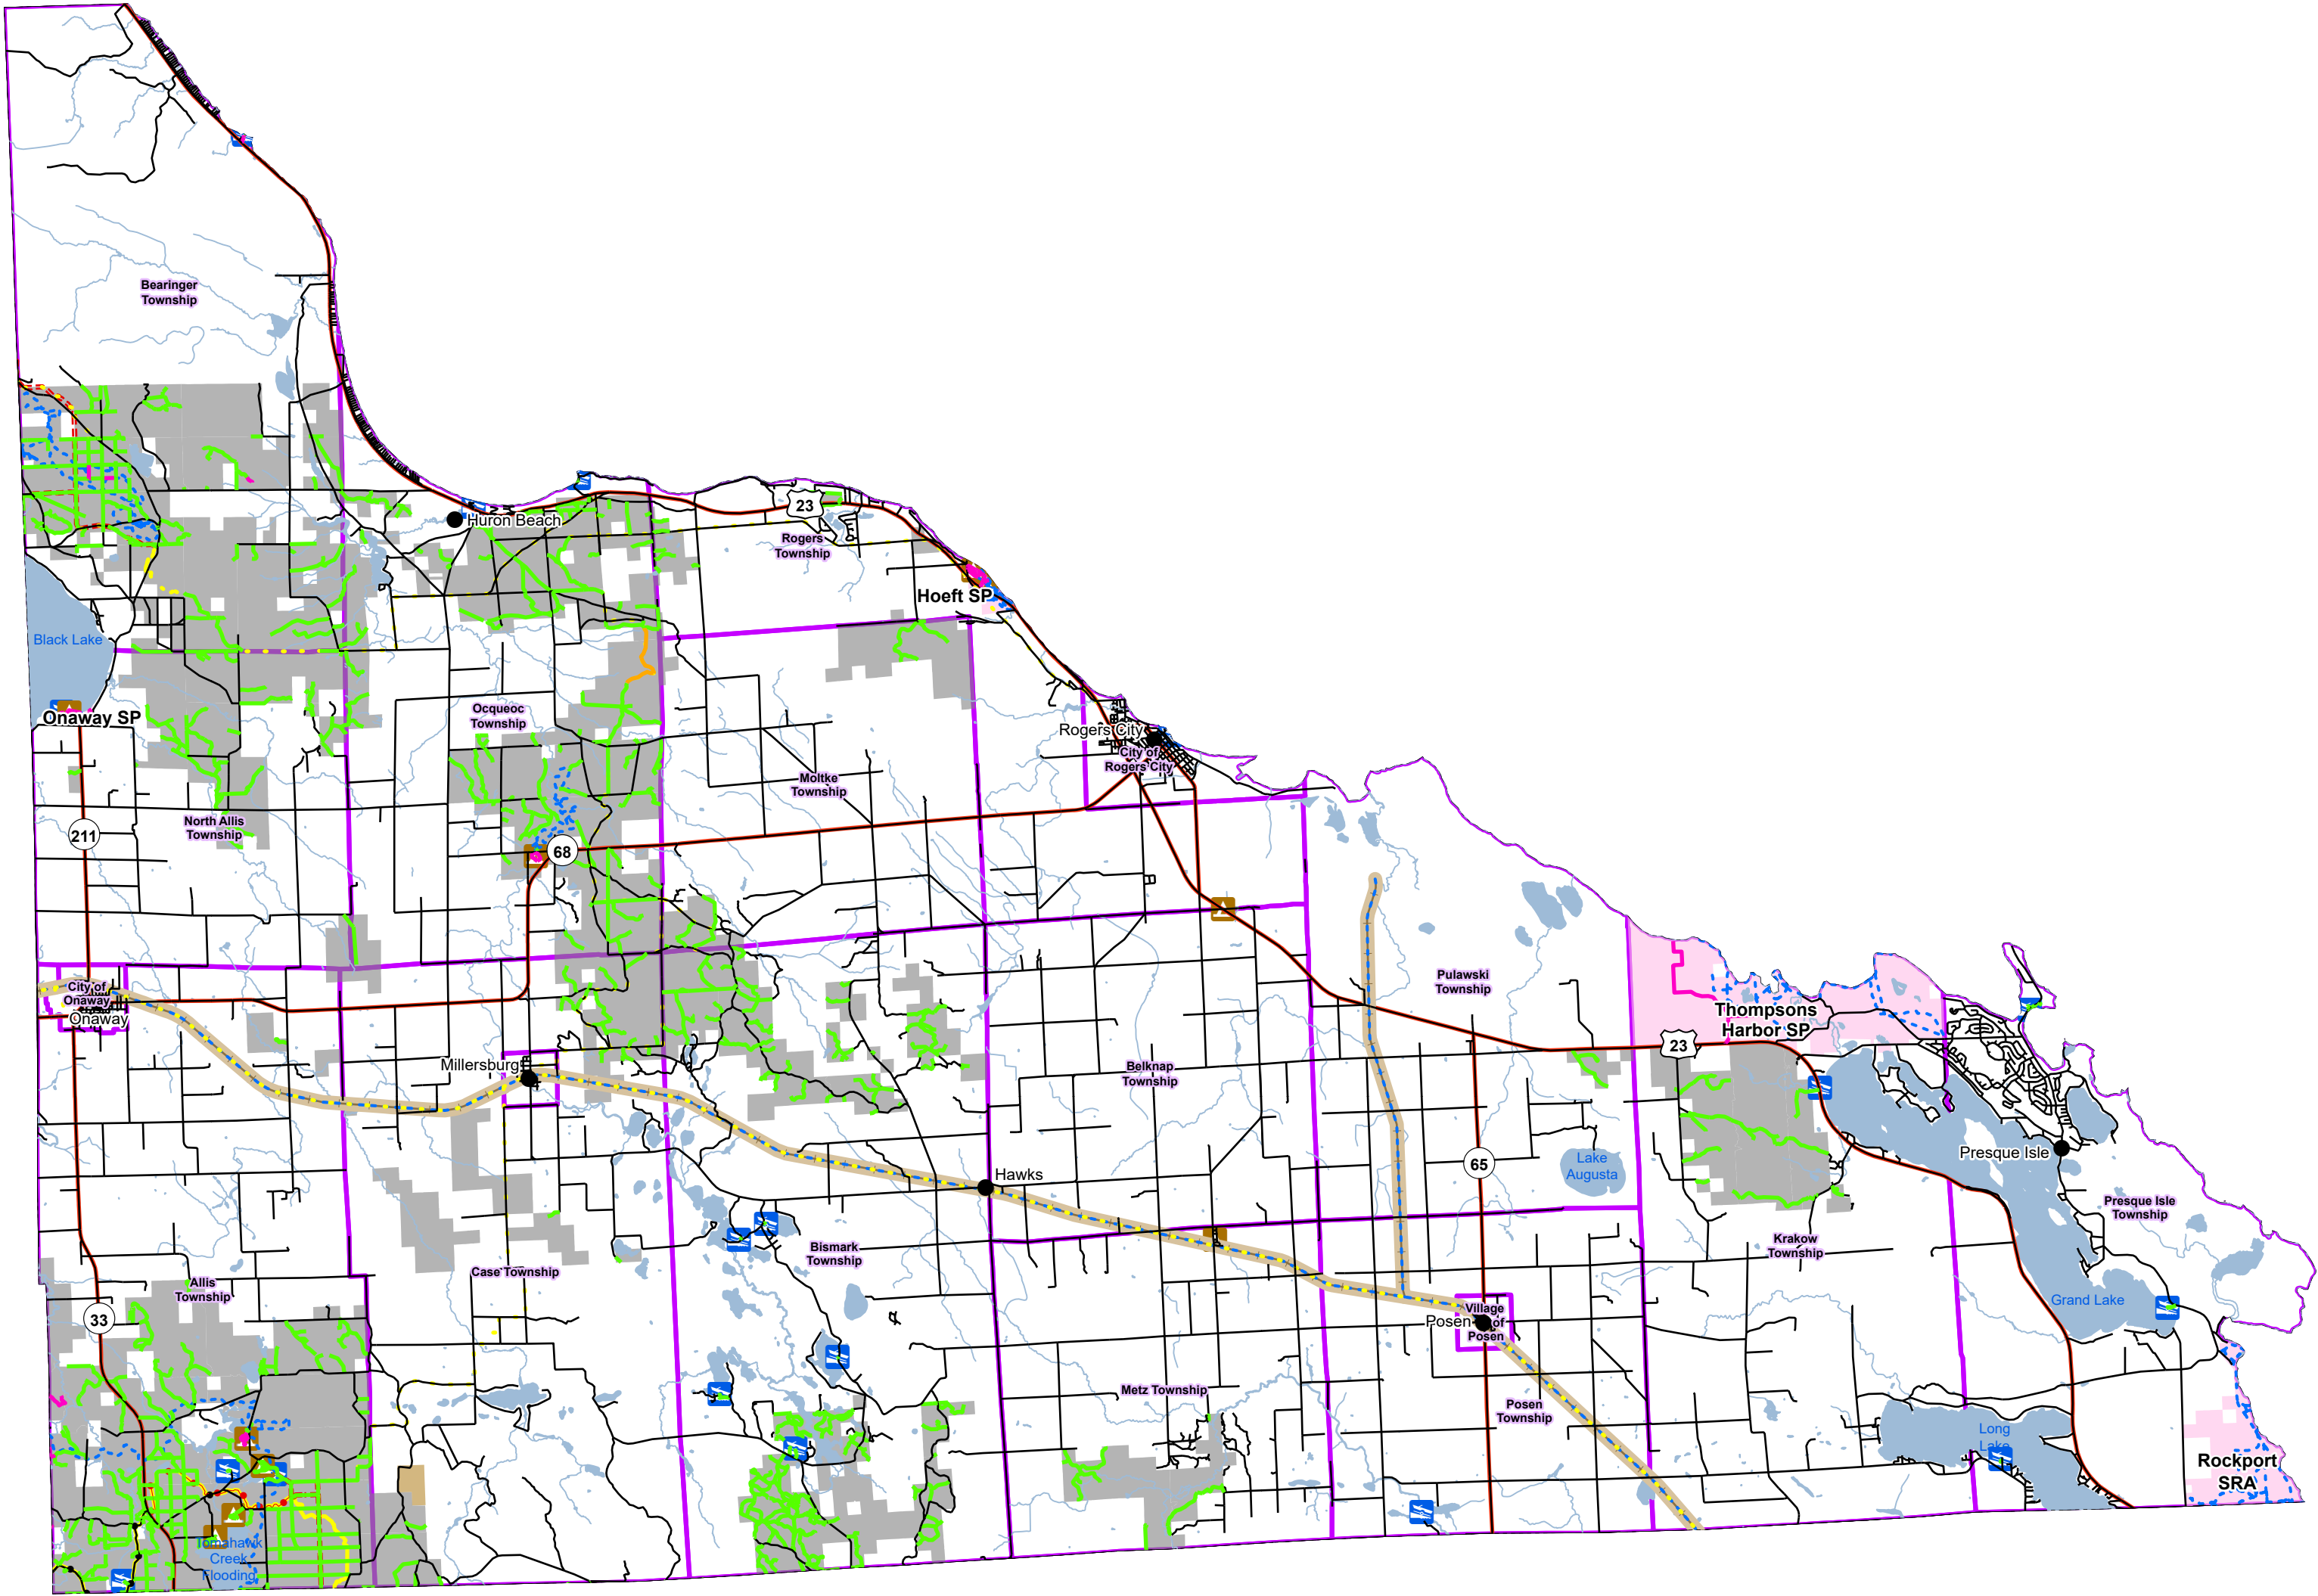 Bearinger
Township
23
Huron Beach
Rogers
Township
Hoeft SP
Black Lake
Onaway SP
Ocqueoc
Township
Rogers City
City of
Rogers City
Moltke
Township
211
North Allis
Township
68
City of
Onaway
Onaway
Pulawski
Township
Thompsons
Harbor SP
23
Millersburg
Belknap
Township
65
Lake
Augusta
Presque Isle
Hawks
Presque Isle
Township
Bismark
Township
Krakow
Township
Case Township
Allis
Township
33
Grand Lake
Village
of
Posen
Posen
Metz Township
Posen
Township
Long
Lake
Rockport
SRA
Tomahawk
Creek
Flooding